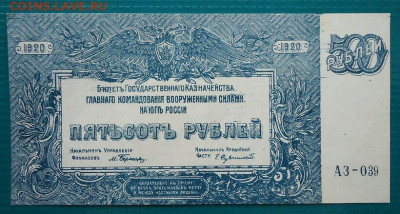 COINS.LAVE.RU
1920 1920
500
РУБЛЕЙ
Билетъ Государственнаго Казначейства
ГЛАВНАГО КОМАНДОВАНІЯ ВООРУЖЕННЫМИ СИЛАМИ
НА ЮГѢ РОССІИ
ПЯТЬСОТЪ РУБЛЕЙ
Начальникъ Управленія
Финансовъ
Начальникъ Кредитной
Части
АЗ-039